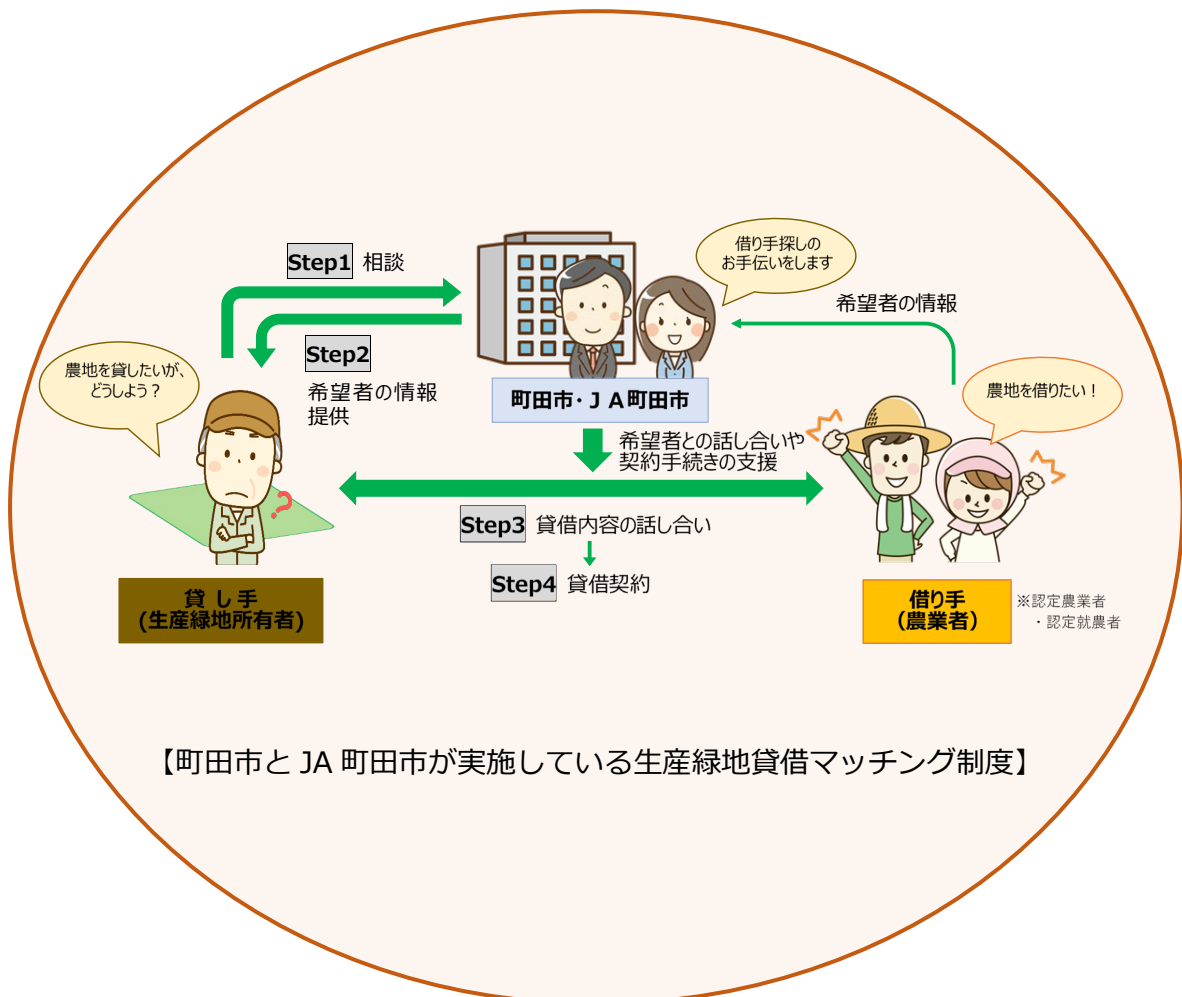 Step1 相談
借り手探しの
お手伝いをします
希望者の情報
Step2
希望者の情報
提供
農地を貸したいが、
どうしよう？
町田市・ＪＡ町田市
農地を借りたい！
希望者との話し合いや
契約手続きの支援
Step3 貸借内容の話し合い
Step4 貸借契約
貸し手
(生産緑地所有者)
借り手
（農業者）
※認定農業者
・認定就農者
【町田市とJA町田市が実施している生産緑地貸借マッチング制度】